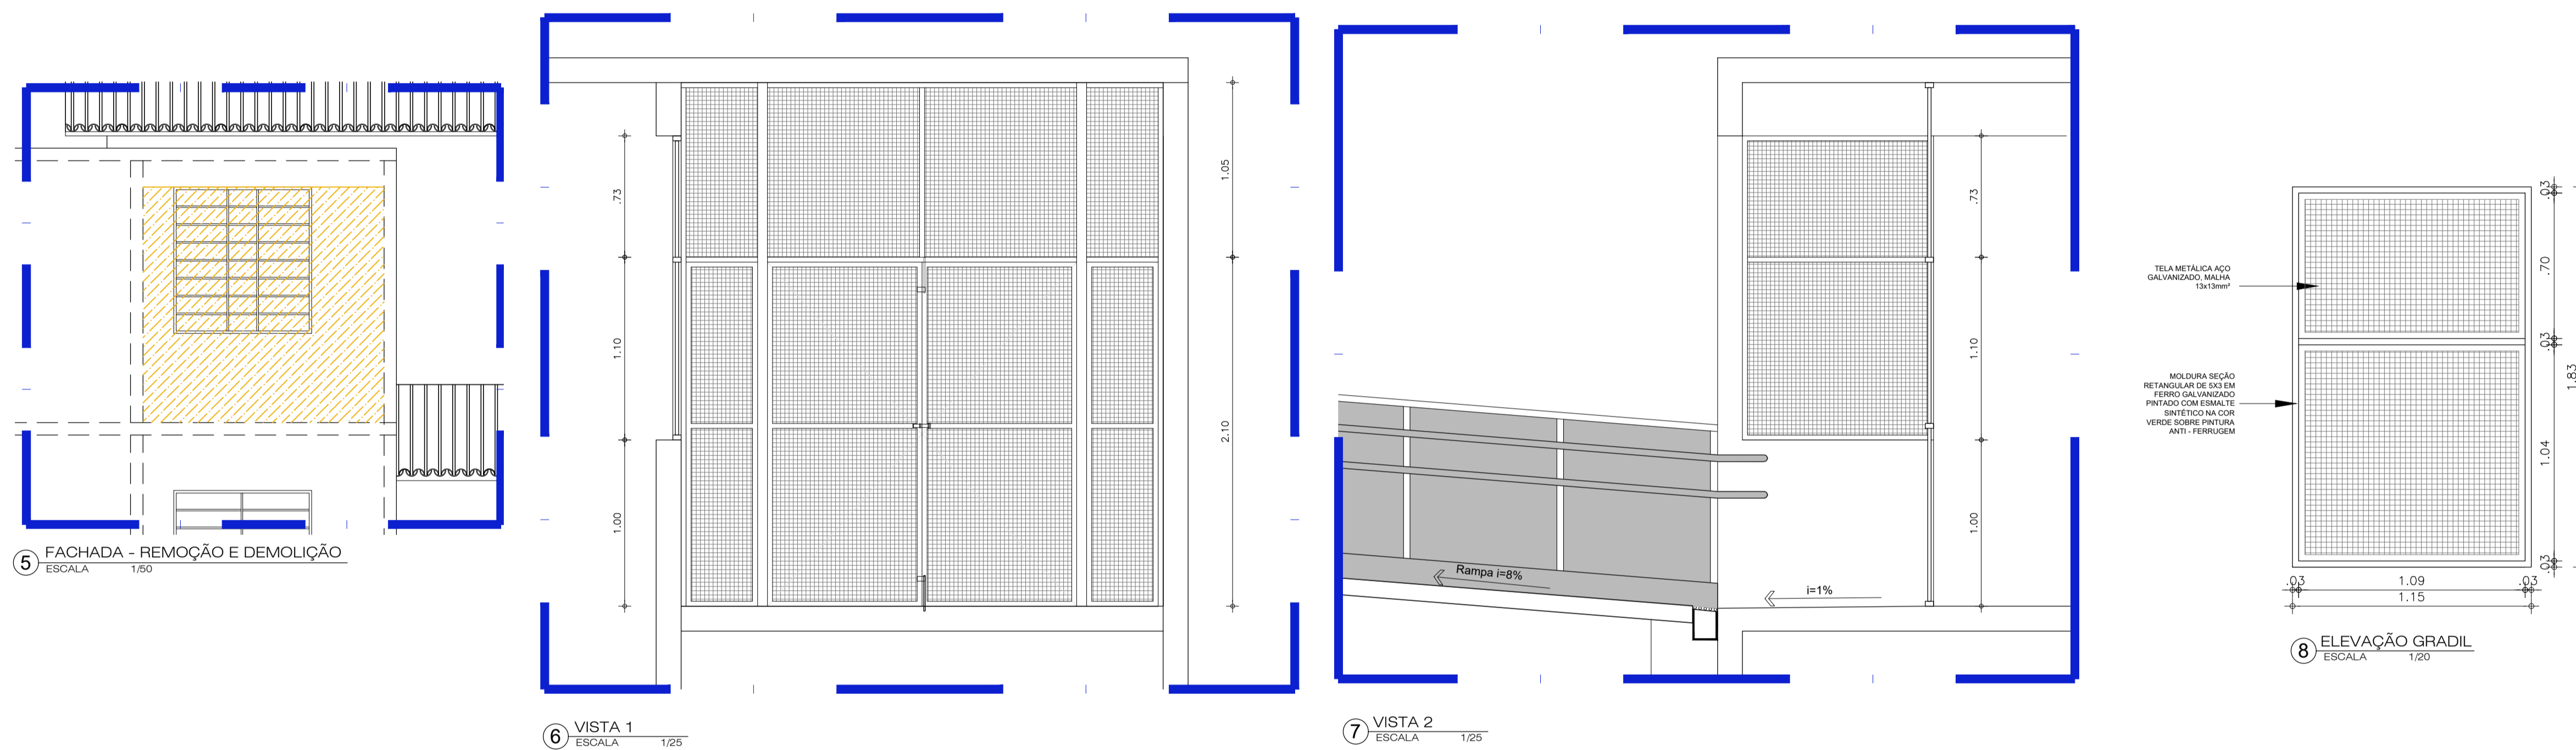 5 FACHADA - REMOÇÃO E DEMOLIÇÃO
ESCALA 1/50
.73
1.10
1.00
1.05
2.10
6 VISTA 1
ESCALA 1/25
Rampa i=8%
i=1%
.73
1.10
1.00
7 VISTA 2
ESCALA 1/25
TELA METÁLICA AÇO
GALVANIZADO, MALHA
13x13mm²
MOLDURA SEÇÃO
RETANGULAR DE 5X3 EM
FERRO GALVANIZADO
PINTADO COM ESMALTE
SINTÉTICO NA COR
VERDE SOBRE PINTURA
ANTI - FERRUGEM
.03
.70
.03
1.83
1.04
.03
.03 1.09 .03
1.15
8 ELEVAÇÃO GRADIL
ESCALA 1/20